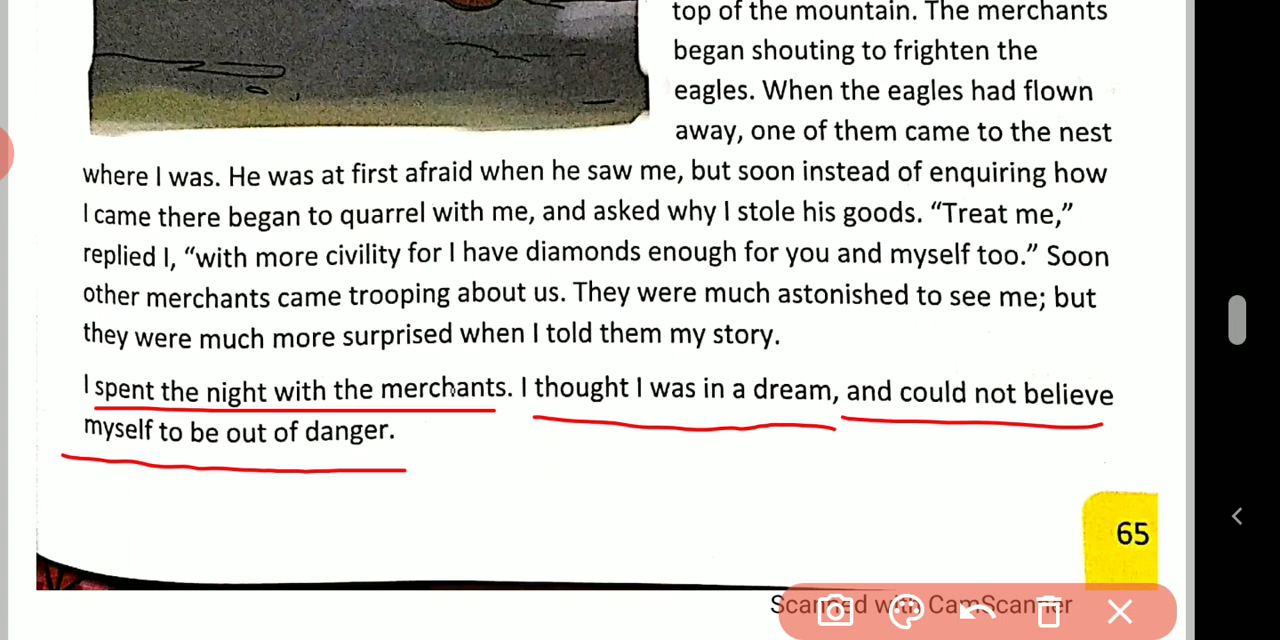 top of the mountain. The merchants
began shouting to frighten the
eagles. When the eagles had flown
away, one of them came to the nest
where I was. He was at first afraid when he saw me, but soon instead of enquiring how
I came there began to quarrel with me, and asked why I stole his goods. “Treat me,”
replied I, “with more civility for I have diamonds enough for you and myself too.” Soon
other merchants came trooping about us. They were much astonished to see me; but
they were much more surprised when I told them my story.
I spent the night with the merchants. I thought I was in a dream, and could not believe
myself to be out of danger.
65
Scanned with CamScanner